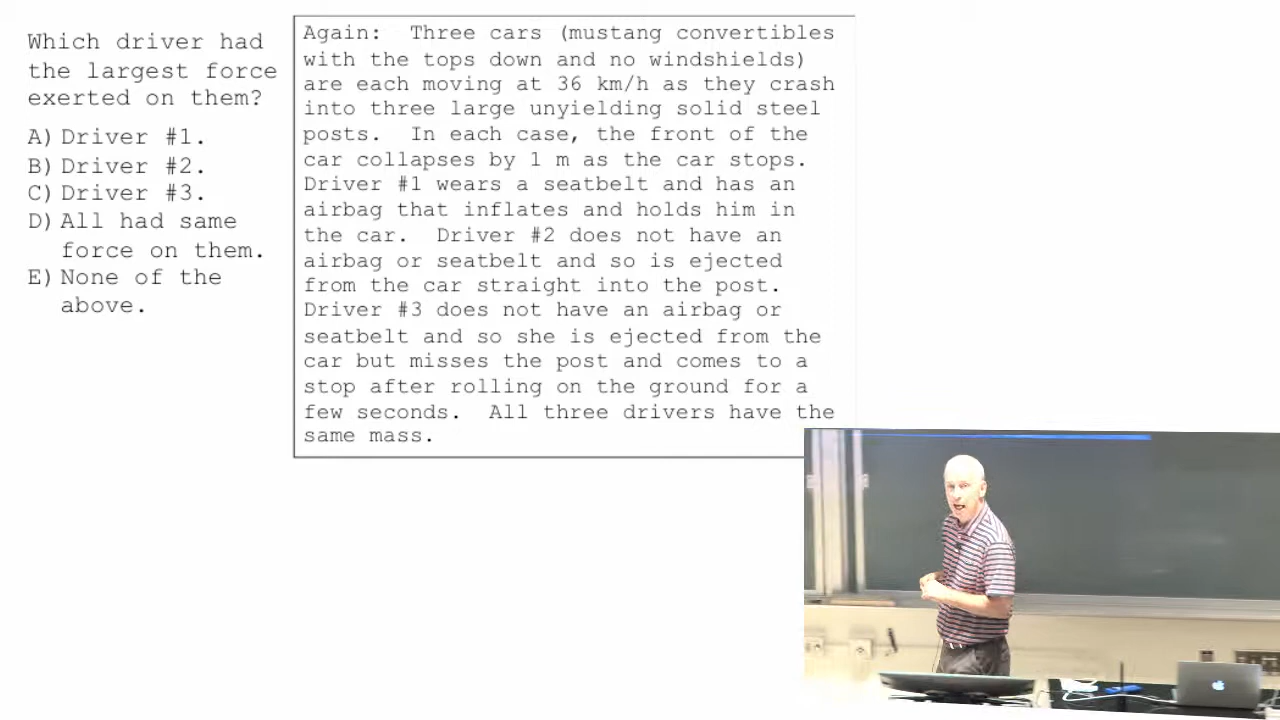 Which driver had
the largest force
exerted on them?
A) Driver #1.
B) Driver #2.
C) Driver #3.
D) All had same
force on them.
E) None of the
above.
Again: Three cars (mustang convertibles
with the tops down and no windshields)
are each moving at 36 km/h as they crash
into three large unyielding solid steel
posts. In each case, the front of the
car collapses by 1 m as the car stops.
Driver #1 wears a seatbelt and has an
airbag that inflates and holds him in
the car. Driver #2 does not have an
airbag or seatbelt and so is ejected
from the car straight into the post.
Driver #3 does not have an airbag or
seatbelt and so she is ejected from the
car but misses the post and comes to a
stop after rolling on the ground for a
few seconds. All three drivers have the
same mass.